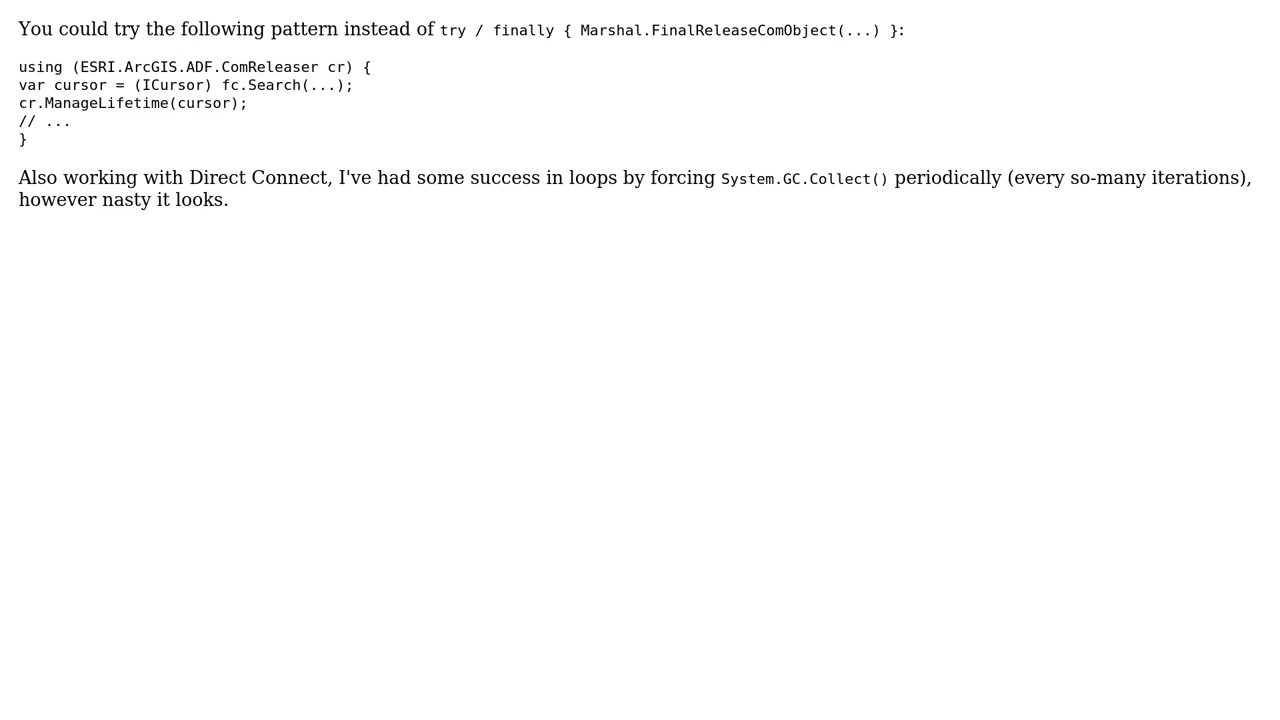 You could try the following pattern instead of try / finally { Marshal.FinalReleaseComObject(...) }:
using (ESRI.ArcGIS.ADF.ComReleaser cr) {
var cursor = (ICursor) fc.Search(...);
cr.ManageLifetime(cursor);
// ...
}
Also working with Direct Connect, I've had some success in loops by forcing System.GC.Collect() periodically (every so-many iterations),
however nasty it looks.